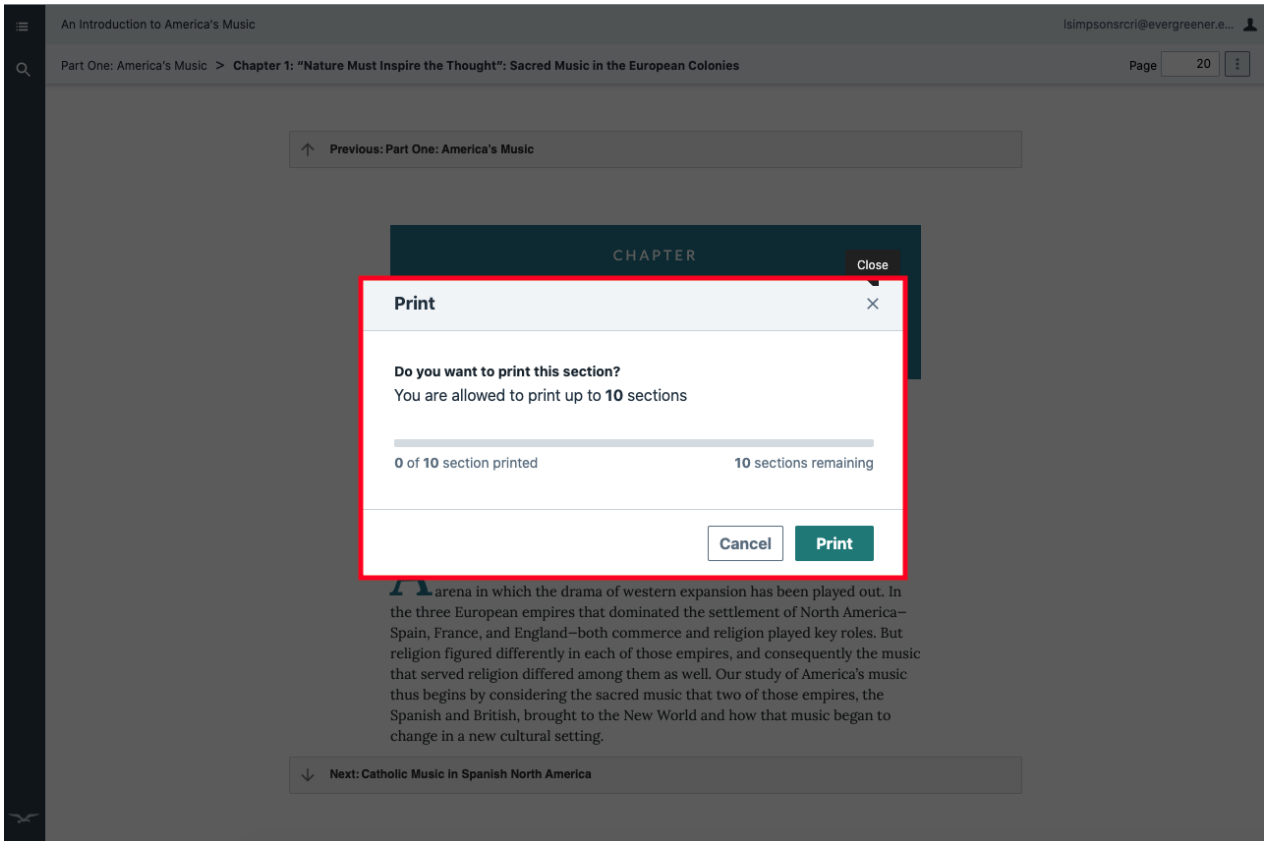 An Introduction to America's Music
lsimpsonsrcri@evergreener.e...
Part One: America's Music > Chapter 1: “Nature Must Inspire the Thought”: Sacred Music in the European Colonies
Page 20
Previous: Part One: America's Music
CHAPTER
Close
Print
Do you want to print this section?
You are allowed to print up to 10 sections
0 of 10 section printed
10 sections remaining
Cancel
Print
A arena in which the drama of western expansion has been played out. In
the three European empires that dominated the settlement of North America—
Spain, France, and England—both commerce and religion played key roles. But
religion figured differently in each of those empires, and consequently the music
that served religion differed among them as well. Our study of America's music
thus begins by considering the sacred music that two of those empires, the
Spanish and British, brought to the New World and how that music began to
change in a new cultural setting.
Next: Catholic Music in Spanish North America